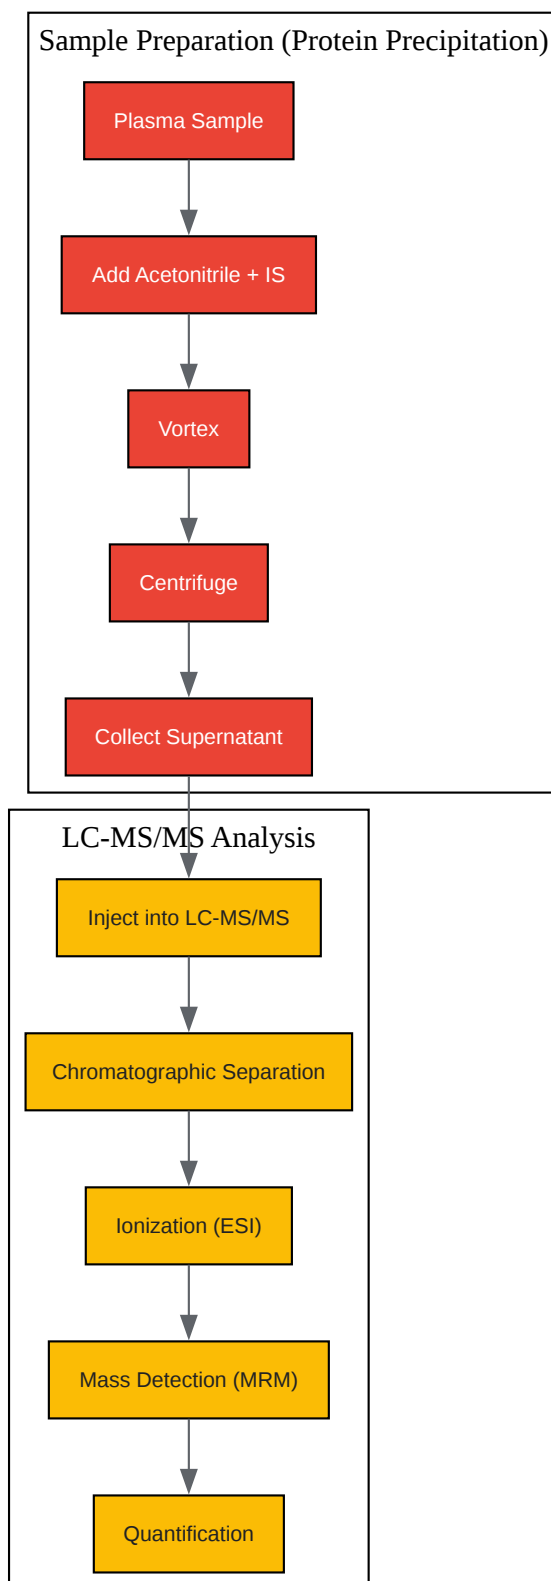 Sample Preparation (Protein Precipitation)
Plasma Sample
Add Acetonitrile + IS
Vortex
Centrifuge
Collect Supernatant
LC-MS/MS Analysis
Inject into LC-MS/MS
Chromatographic Separation
Ionization (ESI)
Mass Detection (MRM)
Quantification